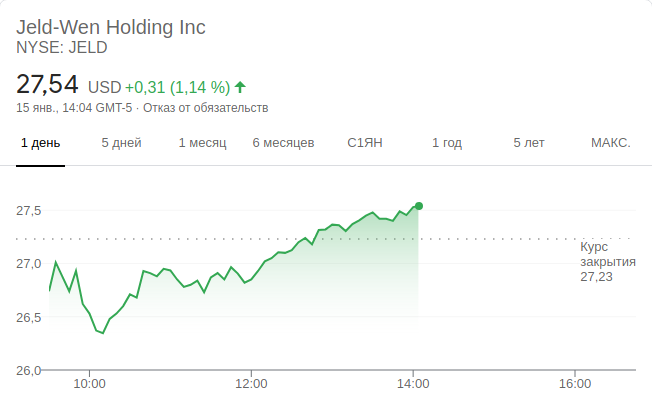 Jeld-Wen Holding Inc
NYSE: JELD
27,54 USD +0,31 (1,14 %)
15 янв., 14:04 GMT-5 · Отказ от обязательств
1 день 5 дней 1 месяц 6 месяцев С1ЯН 1 год 5 лет МАКС.
27,5
Курс
закрытия
27,23
27,0
26,5
26,0
10:00 12:00 14:00 16:00